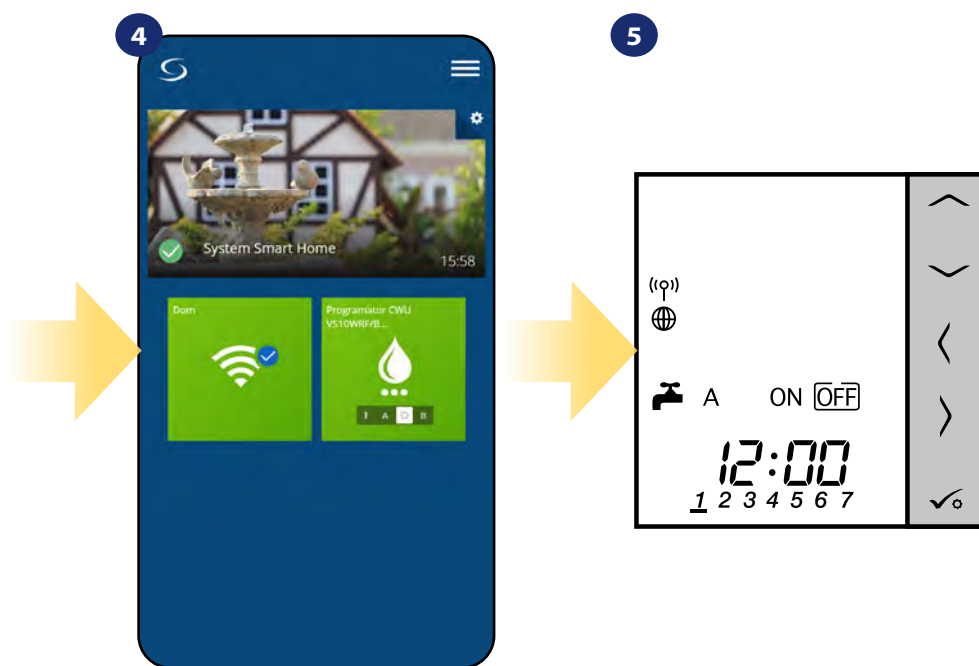 4
System Smart Home
15:58
Dom
Programator CWU
VS10WRF/B...
I A O B
5
A ON OFF
12:00
1 2 3 4 5 6 7